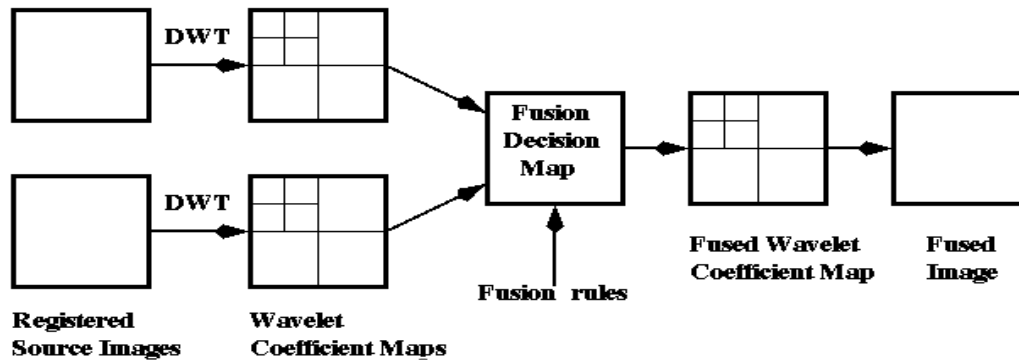 DWT
Fusion
Decision
Map
DWT
Fusion rules
Fused Wavelet
Coefficient Map
Fused
Image
Registered
Source Images
Wavelet
Coefficient Maps